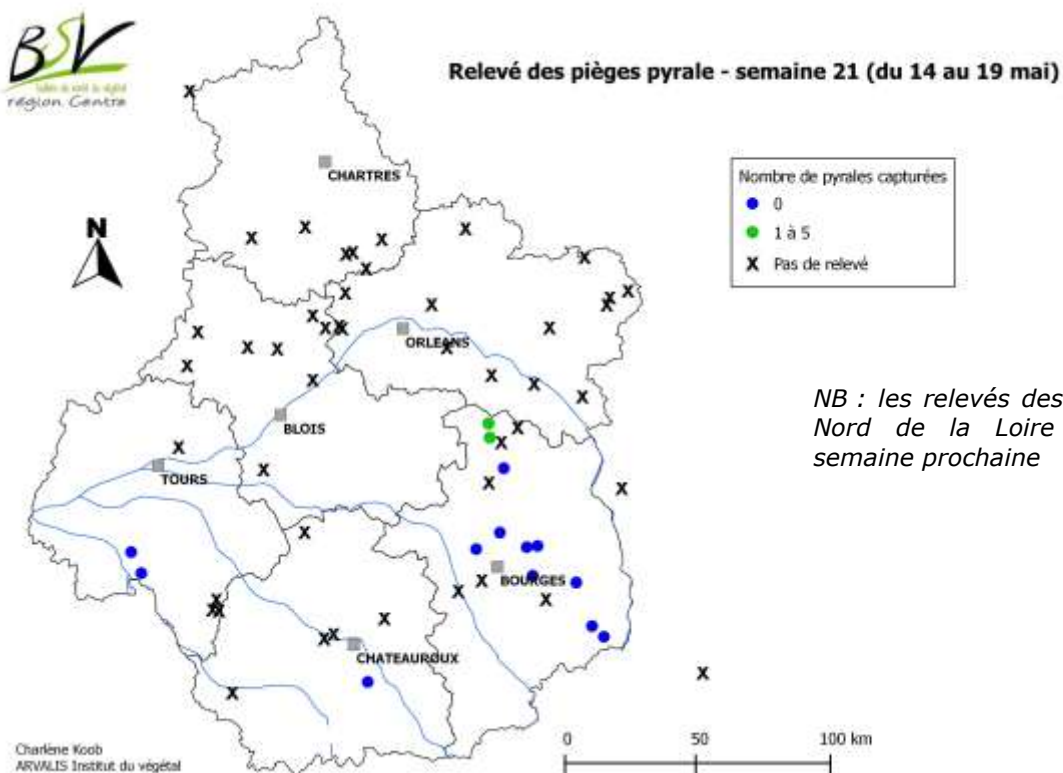 BSV
région Centre
Relevé des pièges pyrale - semaine 21 (du 14 au 19 mai)
Nombre de pyrales capturées
0
1 à 5
X Pas de relevé
N
CHARTRES
ORLEANS
BLOIS
TOURS
BOURGES
CHATEAUROUX
NB : les relevés des
Nord de la Loire
semaine prochaine
0 50 100 km
Charlène Koob
ARVALIS Institut du végétal